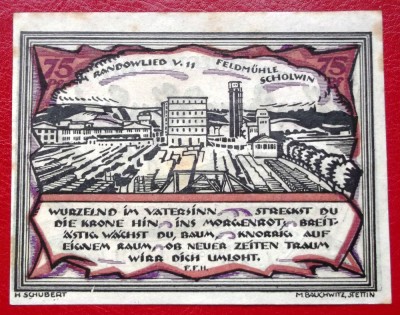 75
RANDOWLIED V. 11
FELDMÜHLE
SCHOLWIN
75
WURZELND IM VATERSINN STRECKST DU
DIE KRONE HIN INS MORGENROT, BREIT-
ÄSTIG WÄCHST DU, BAUM KNORRIG AUF
EIGNEM RAUM, OB NEUER ZEITEN TRAUM
WIRR DICH UMLOHT.
H SCHUBERT
M. BAUCHWITZ, STETTIN